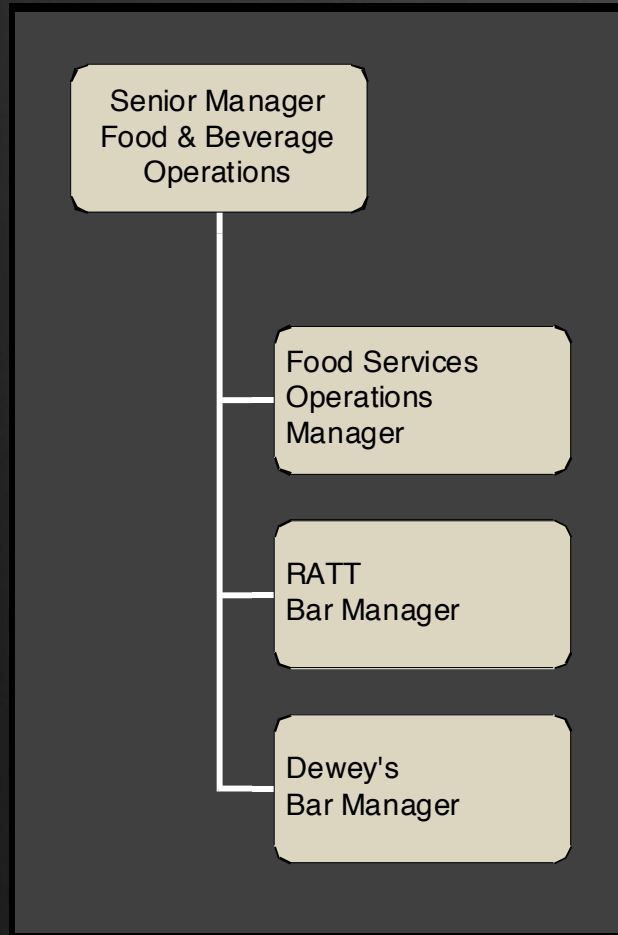 Senior Manager
Food & Beverage
Operations
Food Services
Operations
Manager
RATT
Bar Manager
Dewey's
Bar Manager